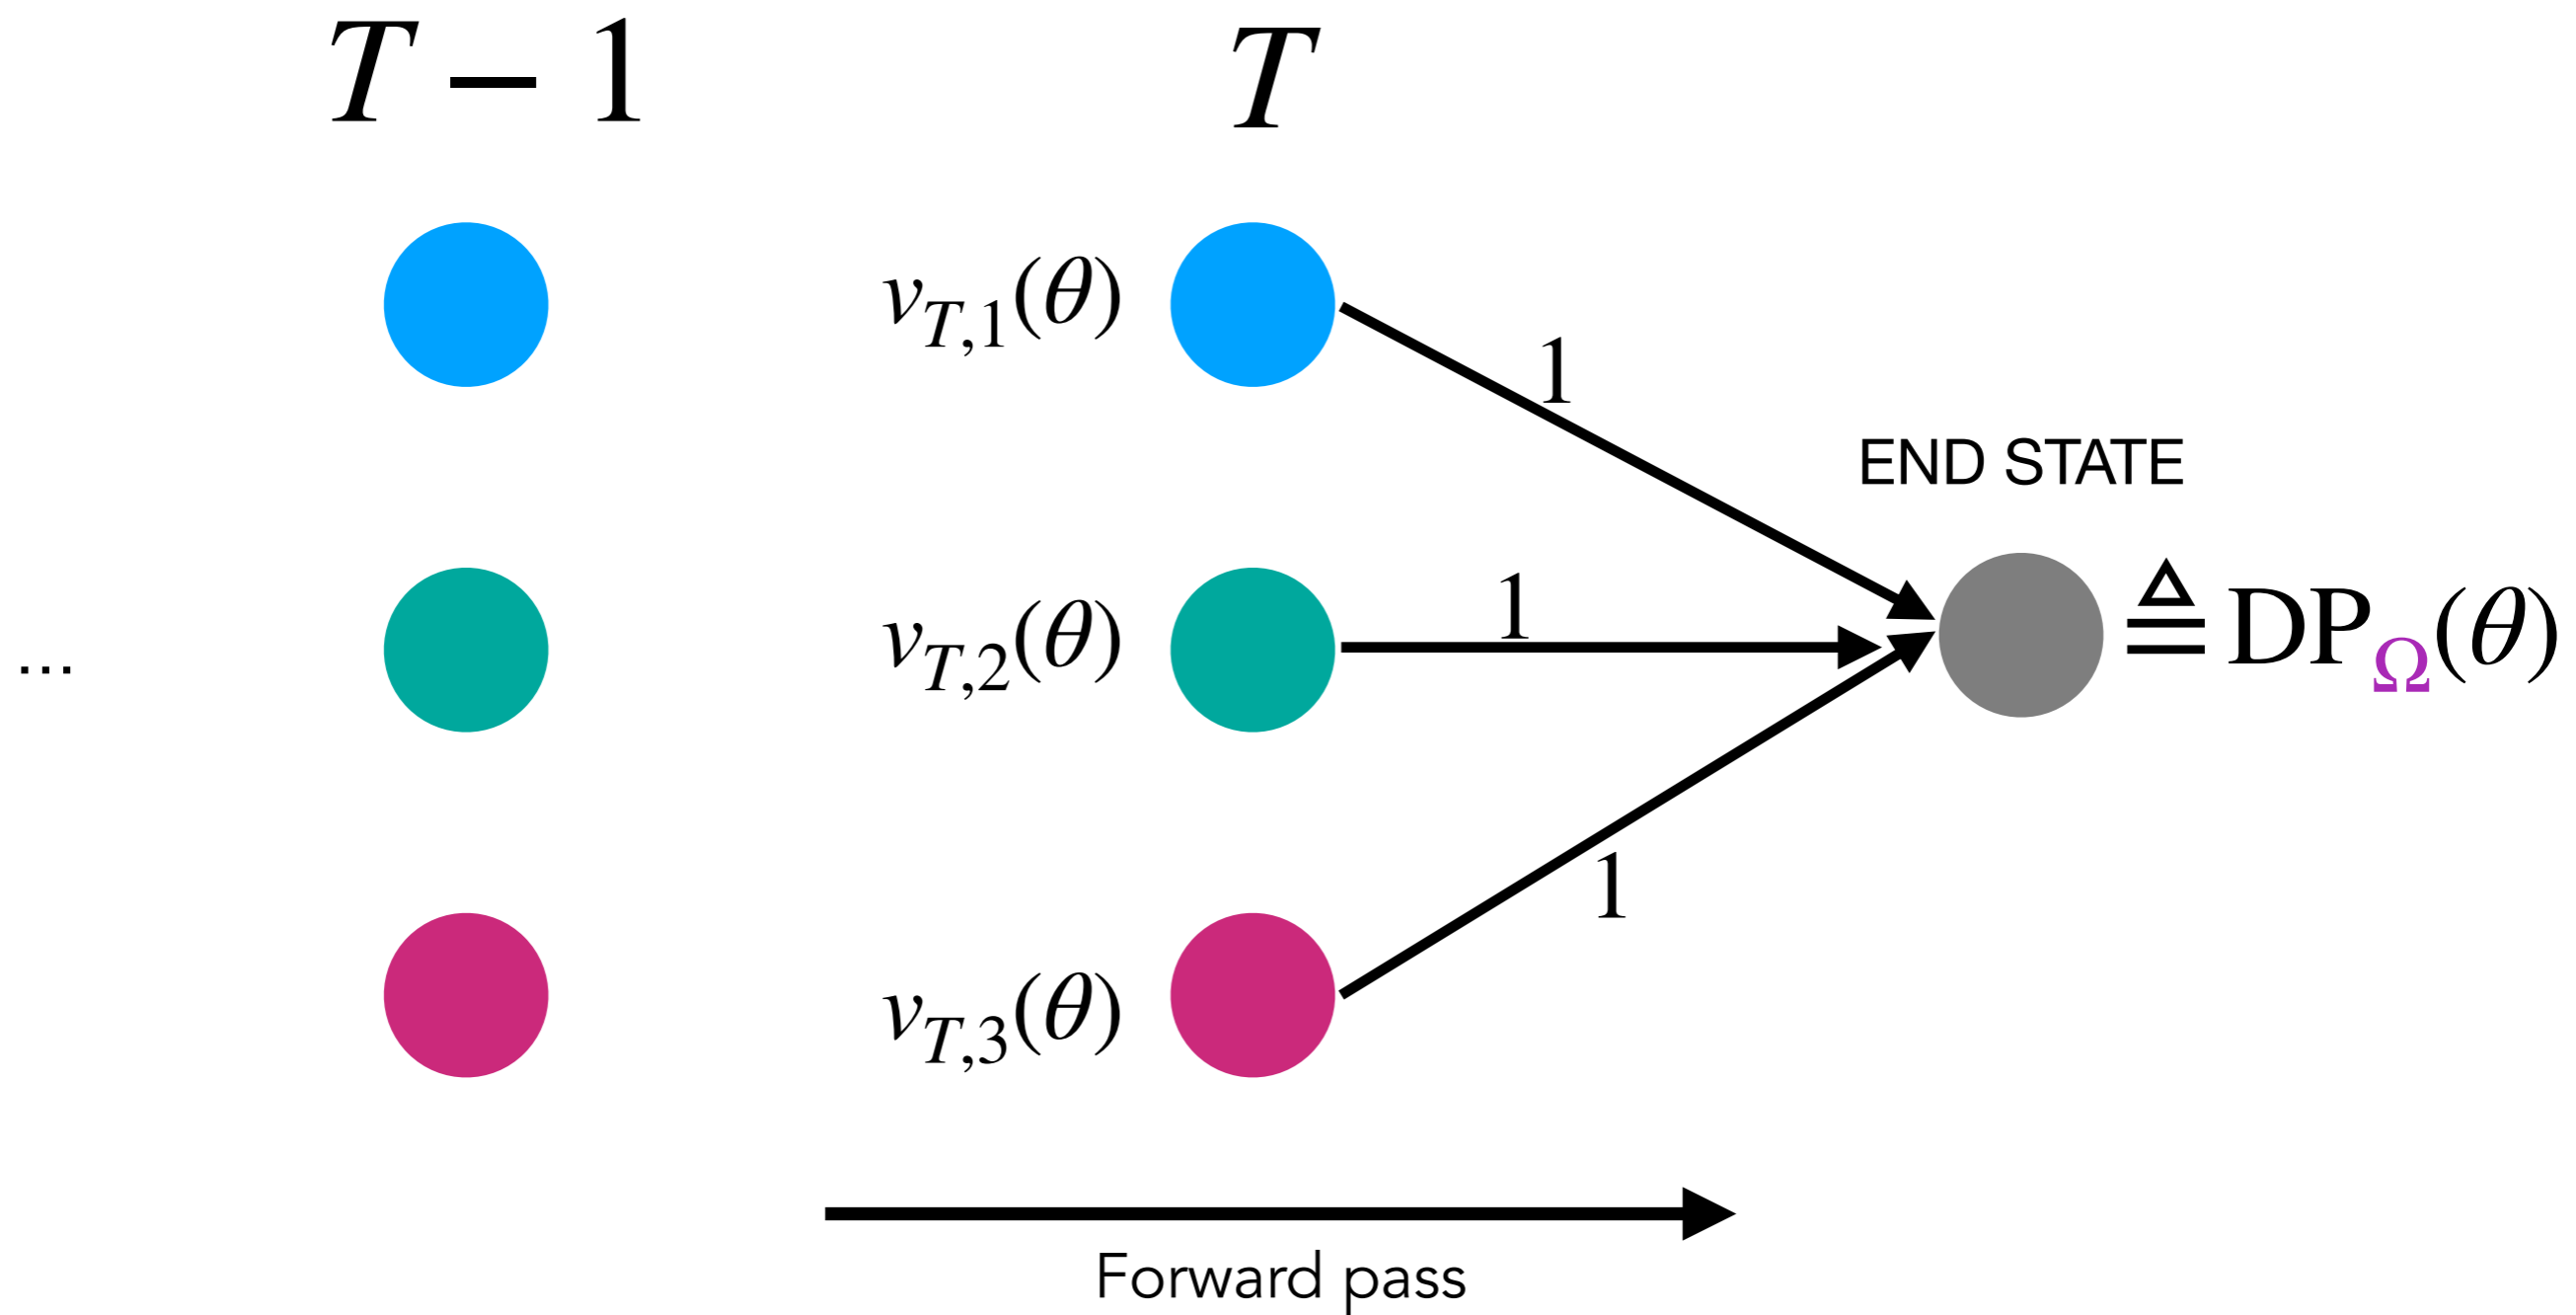 T − 1
T
v_{T,1}(θ)
1
END STATE
...
v_{T,2}(θ)
1
≜ DP_Ω(θ)
v_{T,3}(θ)
1
Forward pass